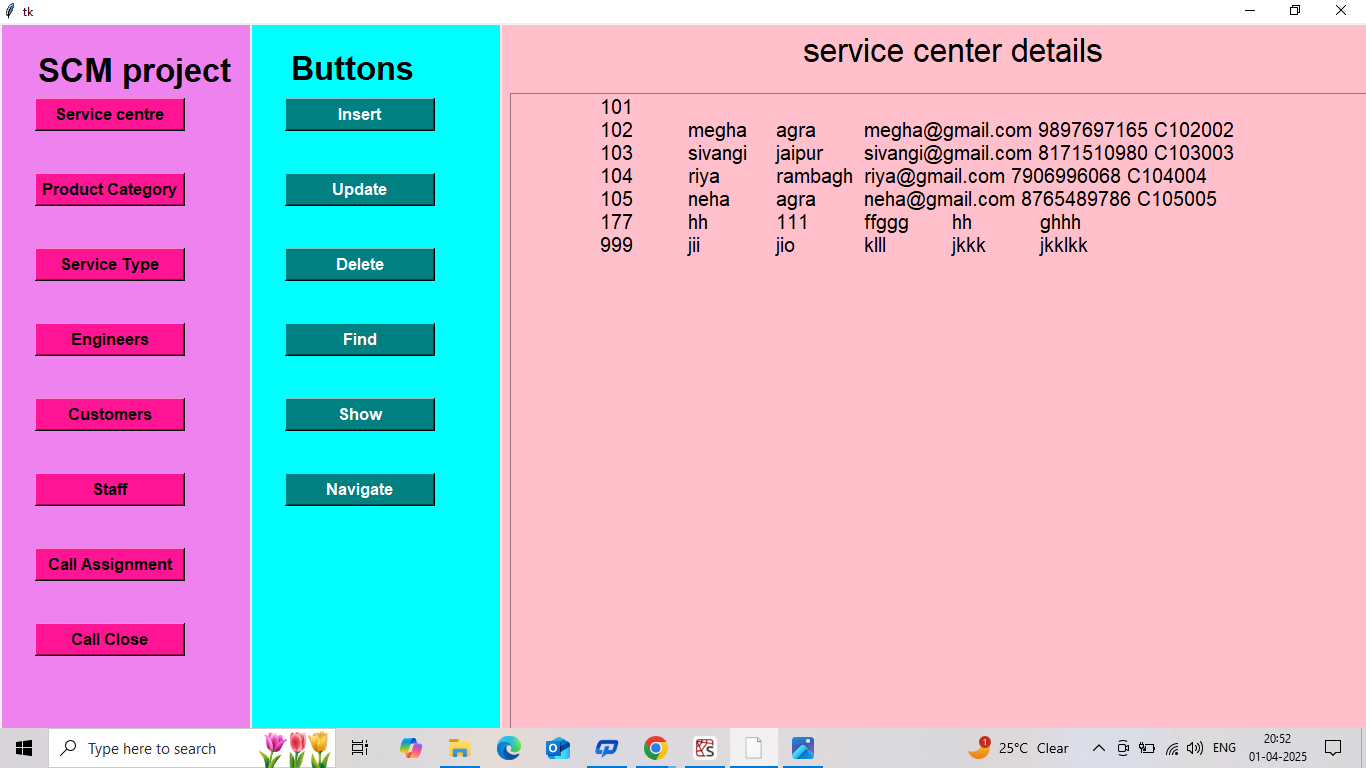 tk
SCM project
Service centre
Product Category
Service Type
Engineers
Customers
Staff
Call Assignment
Call Close
Buttons
Insert
Update
Delete
Find
Show
Navigate
service center details
101
102 megha agra megha@gmail.com 9897697165 C102002
103 sivangi jaipur sivangi@gmail.com 8171510980 C103003
104 riya rambagh riya@gmail.com 7906996068 C104004
105 neha agra neha@gmail.com 8765489786 C105005
177 hh 111 ffggg hh ghhh
999 jii jio klll jkkk jkklkk
Type here to search
1
25°C Clear
ENG
20:52
01-04-2025